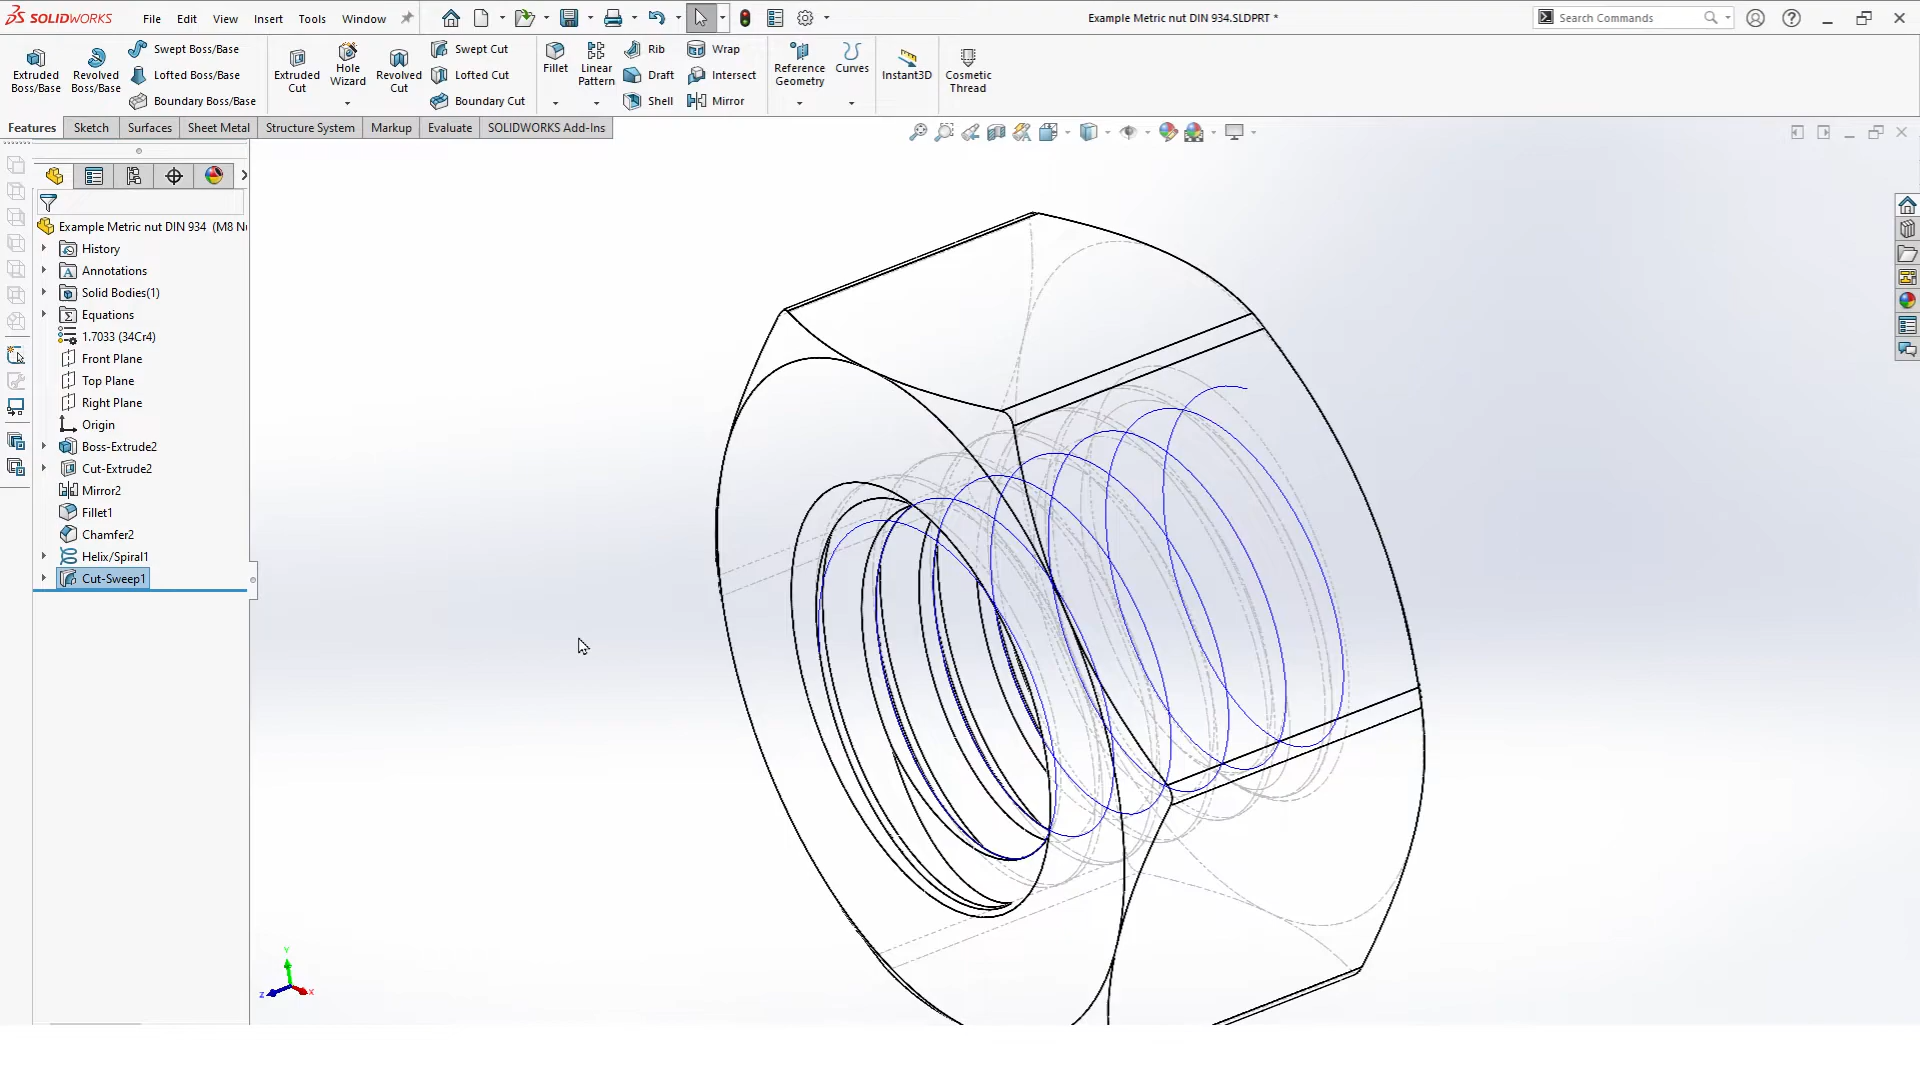 SOLIDWORKS File Edit View Insert Tools Window Example Metric nut DIN 934.SLDPRT * Search Commands
Extruded Boss/Base
Revolved Boss/Base
Swept Boss/Base
Lofted Boss/Base
Boundary Boss/Base
Extruded Cut
Hole Wizard
Revolved Cut
Swept Cut
Lofted Cut
Boundary Cut
Fillet
Linear Pattern
Rib
Draft
Shell
Wrap
Intersect
Mirror
Reference Geometry
Curves
Instant3D
Cosmetic Thread
Features Sketch Surfaces Sheet Metal Structure System Markup Evaluate SOLIDWORKS Add-Ins
Example Metric nut DIN 934 (M8 N
History
Annotations
Solid Bodies(1)
Equations
1.7033 (34Cr4)
Front Plane
Top Plane
Right Plane
Origin
Boss-Extrude2
Cut-Extrude2
Mirror2
Fillet1
Chamfer2
Helix/Spiral1
Cut-Sweep1
Y
Z X